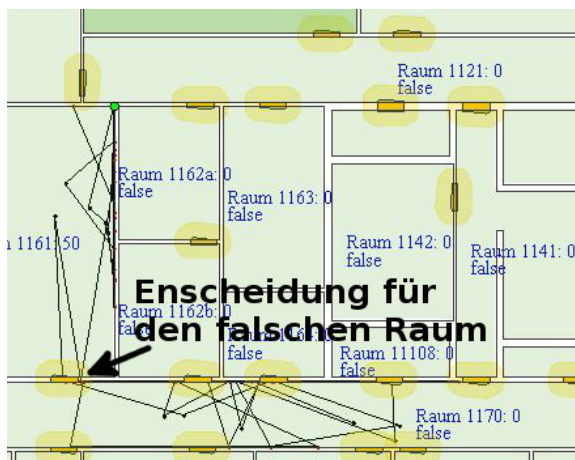 Raum 1121: 0
false
Raum 1162a: 0
false
Raum 1163: 0
false
1161: 50
Raum 1142: 0
false
Raum 1141: 0
false
Enscheidung für
den falschen Raum
Raum 1162b: 0
false
Raum 11108: 0
false
Raum 1170: 0
false